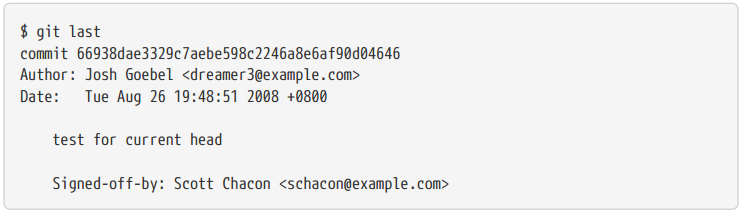 $ git last
commit 66938dae3329c7aebe598c2246a8e6af90d04646
Author: Josh Goebel <dreamer3@example.com>
Date:   Tue Aug 26 19:48:51 2008 +0800

    test for current head

    Signed-off-by: Scott Chacon <schacon@example.com>